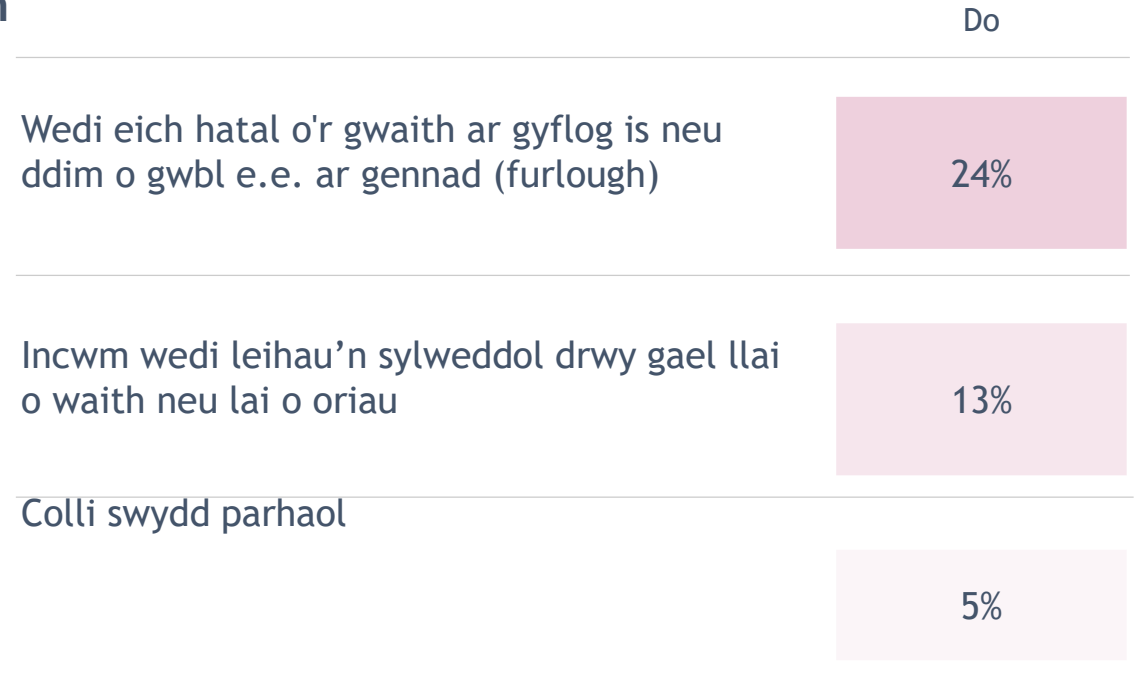 Do
Wedi eich hatal o'r gwaith ar gyflog is neu
ddim o gwbl e.e. ar gennad (furlough)
24%
Incwm wedi leihau’n sylweddol drwy gael llai
o waith neu lai o oriau
13%
Colli swydd parhaol
5%